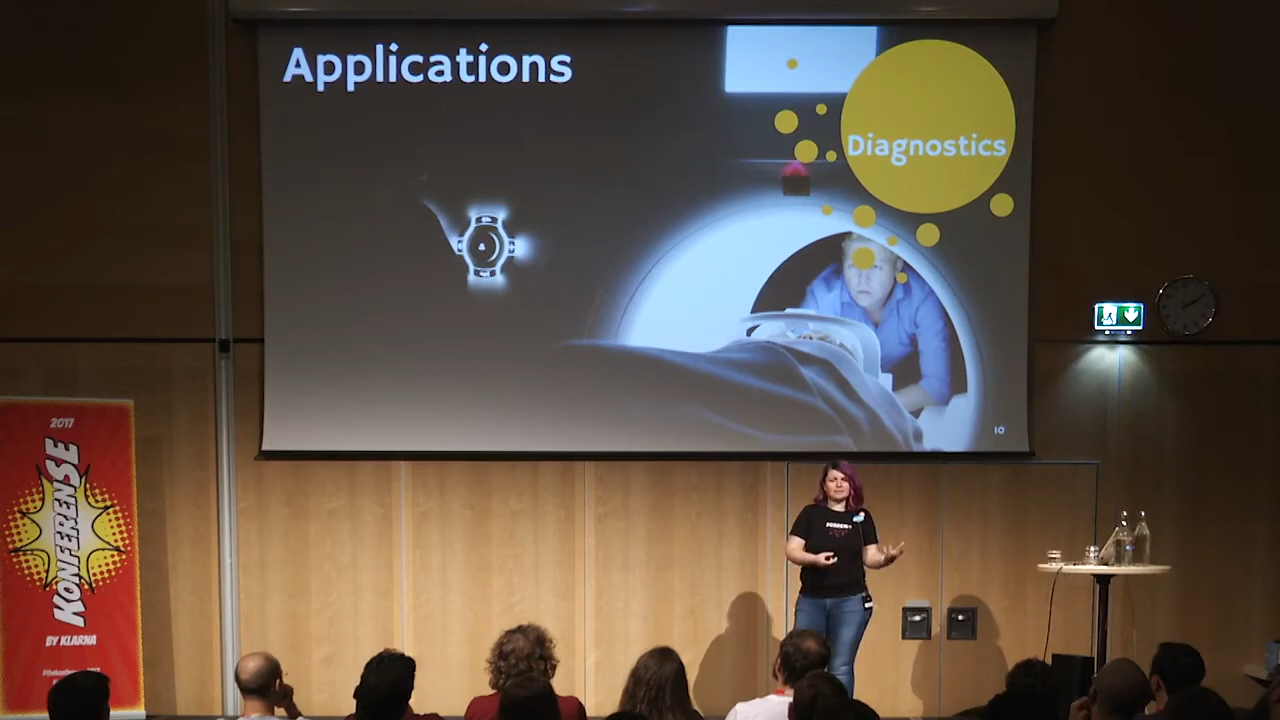 Applications
Diagnostics
10
2017
KONFERENSE
BY KLARNA